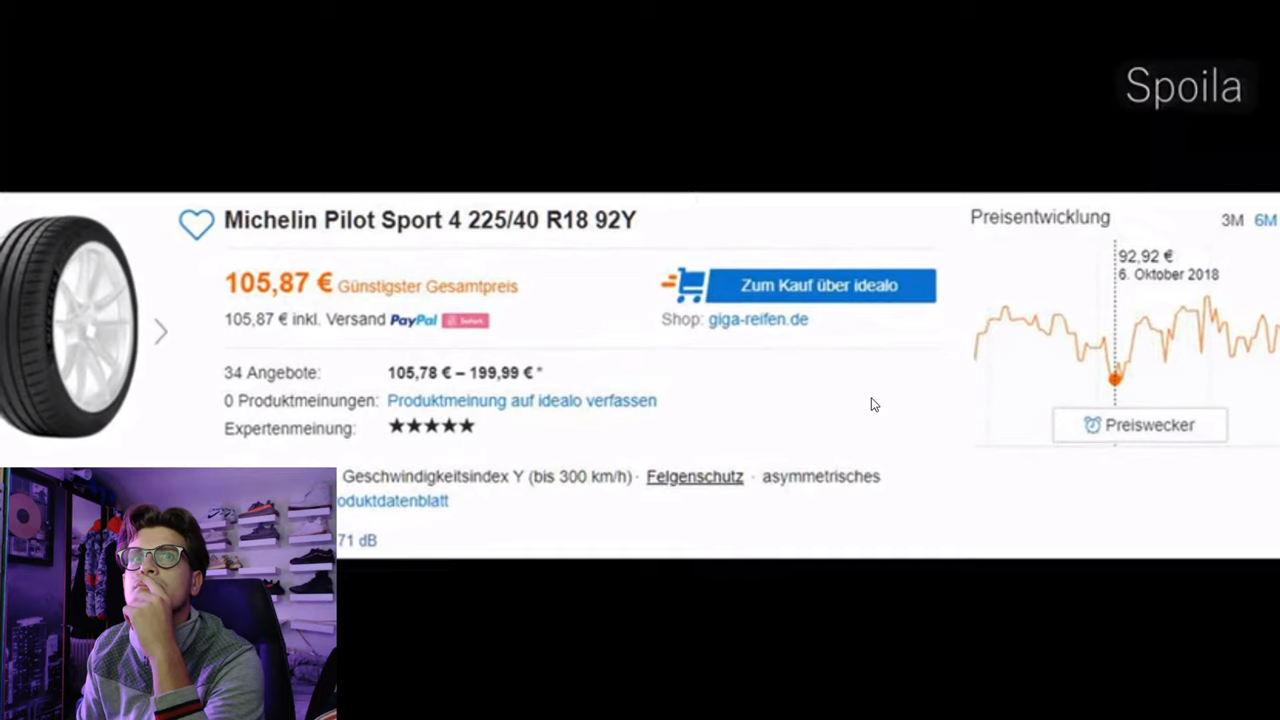 Spoila
Michelin Pilot Sport 4 225/40 R18 92Y
105,87 € Günstigster Gesamtpreis
105,87 € inkl. Versand PayPal Sofort
Zum Kauf über idealo
Shop: giga-reifen.de
34 Angebote: 105,78 € – 199,99 € *
0 Produktmeinungen: Produktmeinung auf idealo verfassen
Expertenmeinung: ★★★★★
Geschwindigkeitsindex Y (bis 300 km/h) · Felgenschutz · asymmetrisches
oduktdatenblatt
71 dB
Preisentwicklung
3M 6M
92,92 €
6. Oktober 2018
Preiswecker